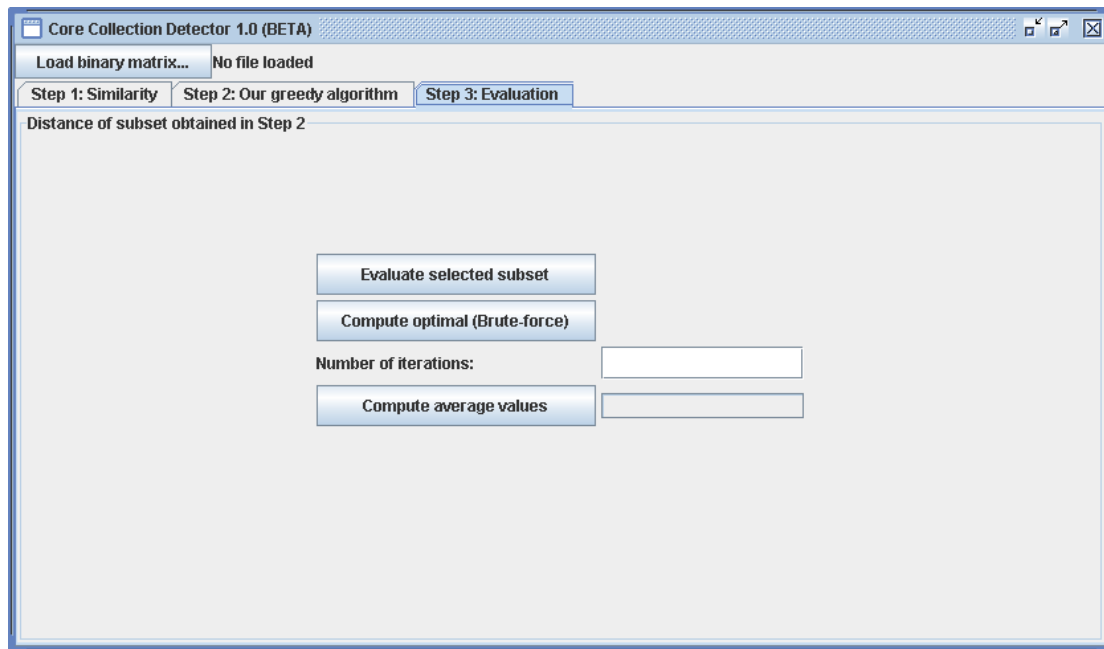 Core Collection Detector 1.0 (BETA)
Load binary matrix... No file loaded
Step 1: Similarity Step 2: Our greedy algorithm Step 3: Evaluation
Distance of subset obtained in Step 2
Evaluate selected subset
Compute optimal (Brute-force)
Number of iterations:
Compute average values